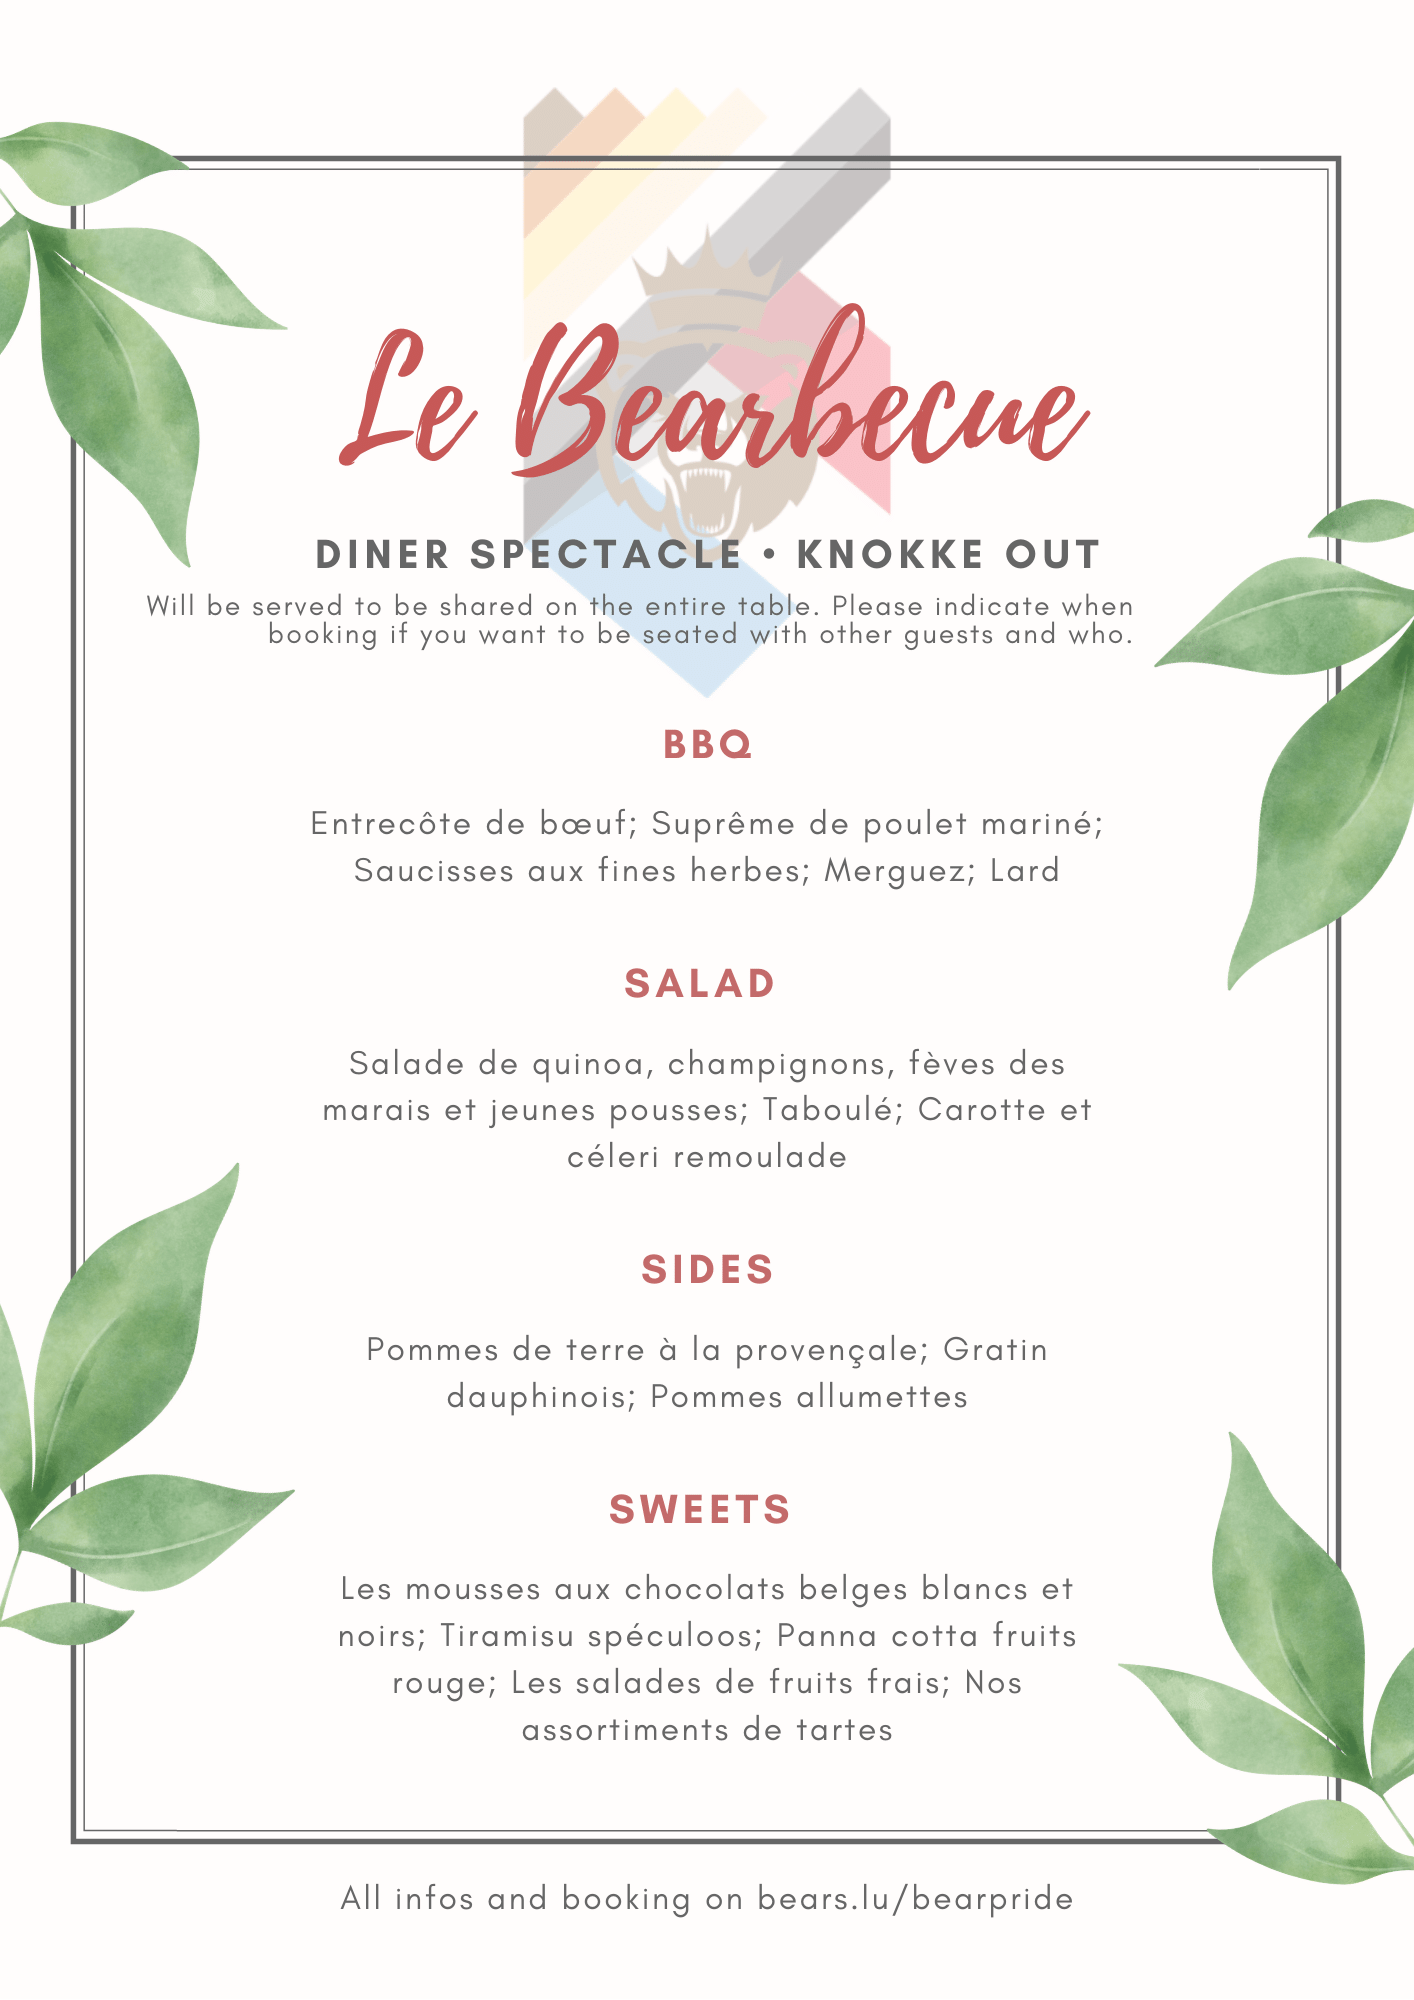 Le Bearbecue
DINER SPECTACLE • KNOKKE OUT
Will be served to be shared on the entire table. Please indicate when
booking if you want to be seated with other guests and who.
BBQ
Entrecôte de bœuf; Suprême de poulet mariné;
Saucisses aux fines herbes; Merguez; Lard
SALAD
Salade de quinoa, champignons, fèves des
marais et jeunes pousses; Taboulé; Carotte et
céleri remoulade
SIDES
Pommes de terre à la provençale; Gratin
dauphinois; Pommes allumettes
SWEETS
Les mousses aux chocolats belges blancs et
noirs; Tiramisu spéculoos; Panna cotta fruits
rouge; Les salades de fruits frais; Nos
assortiments de tartes
All infos and booking on bears.lu/bearpride